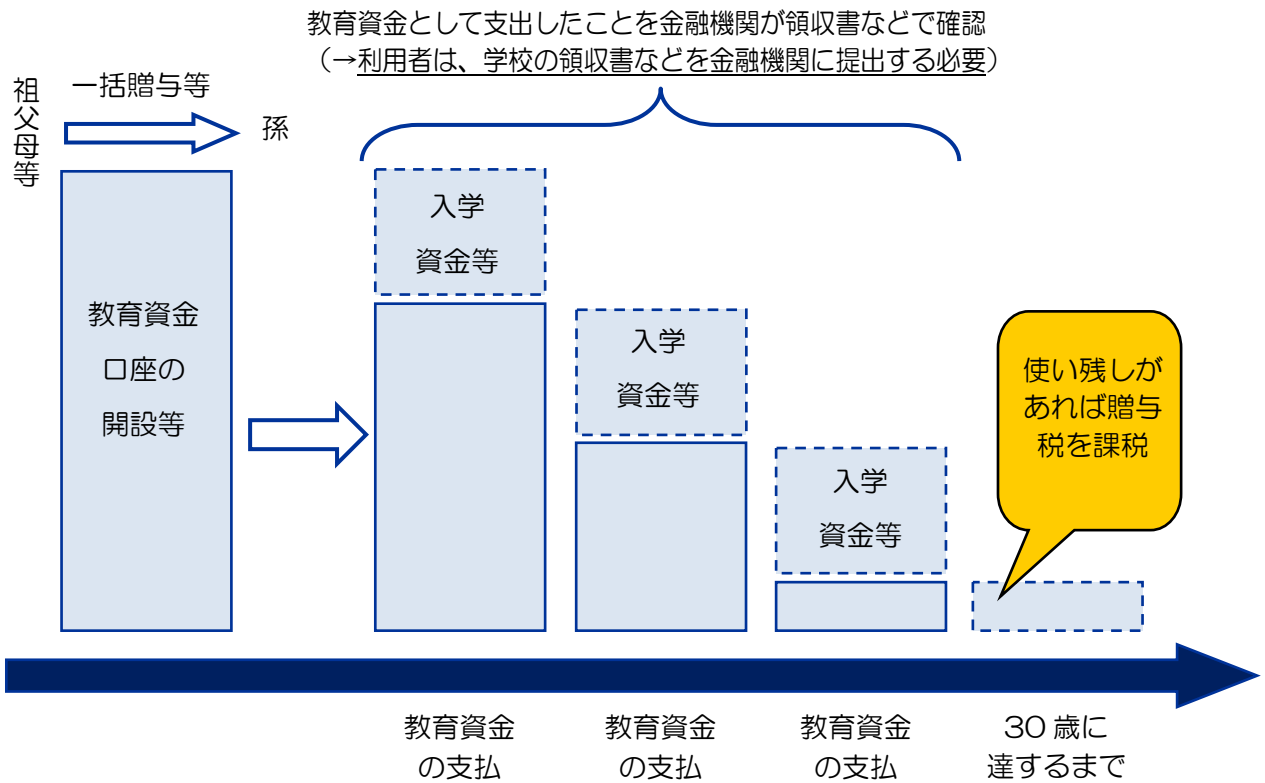 教育資金として支出したことを金融機関が領収書などで確認
（→利用者は、学校の領収書などを金融機関に提出する必要）
祖父母等
一括贈与等
孫
教育資金
口座の
開設等
入学
資金等
入学
資金等
入学
資金等
使い残しが
あれば贈与
税を課税
教育資金
の支払
教育資金
の支払
教育資金
の支払
30歳に
達するまで